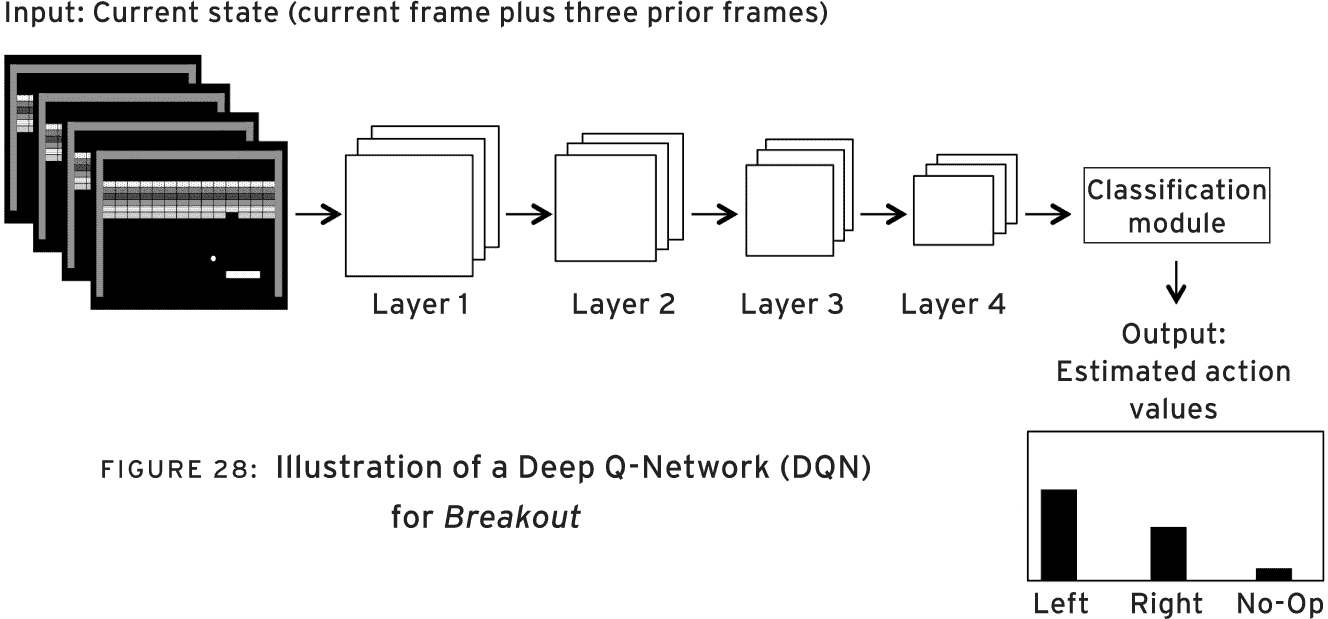 Input: Current state (current frame plus three prior frames)
Classification
module
Layer 1
Layer 2
Layer 3
Layer 4
Output:
Estimated action
values
Left
Right
No-Op
FIGURE 28: Illustration of a Deep Q-Network (DQN)
for Breakout